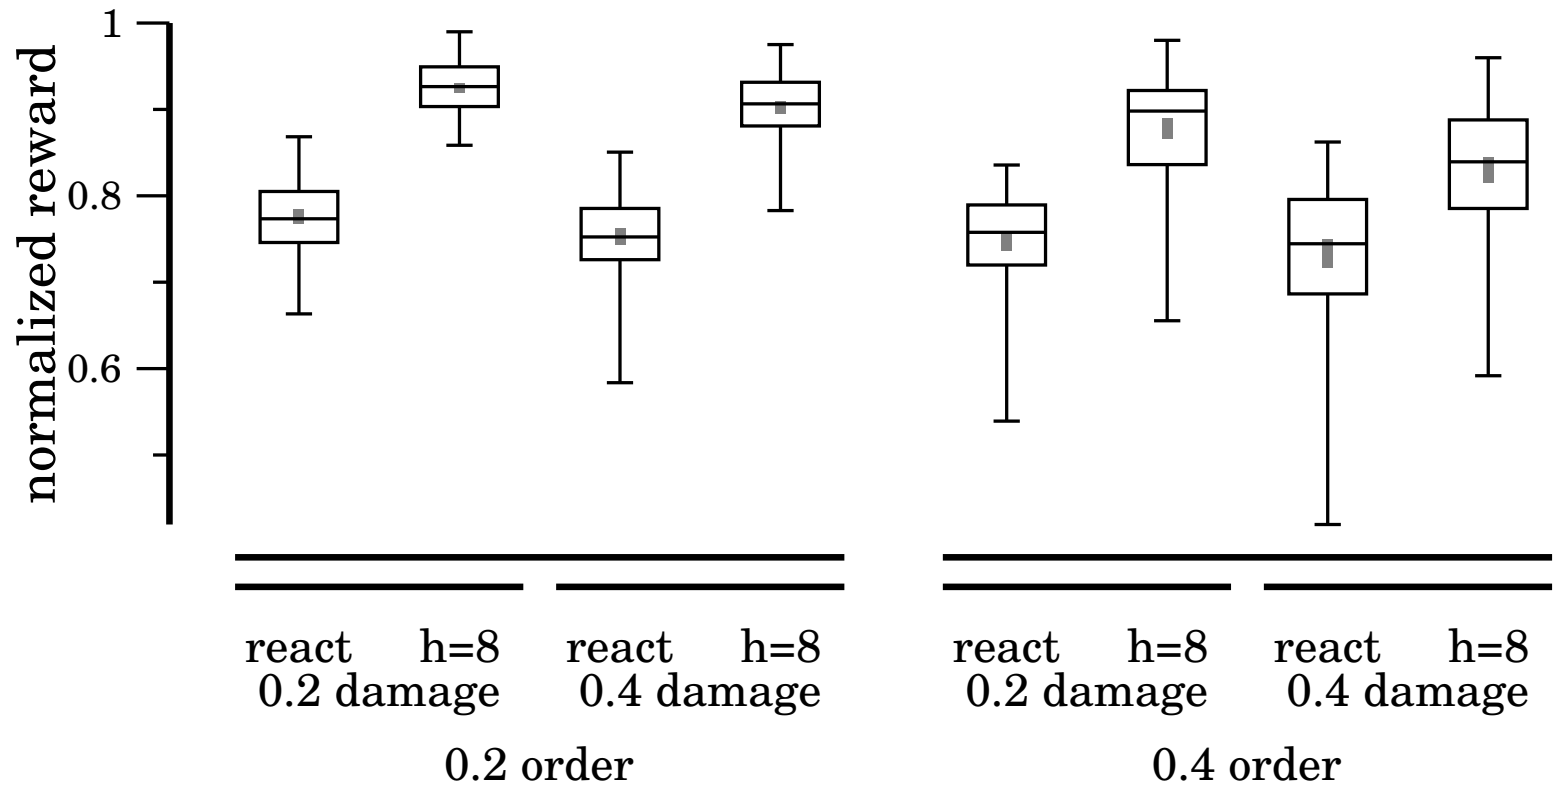 normalized reward
1
0.8
0.6
react h=8 react h=8 react h=8 react h=8
0.2 damage 0.4 damage 0.2 damage 0.4 damage
0.2 order 0.4 order